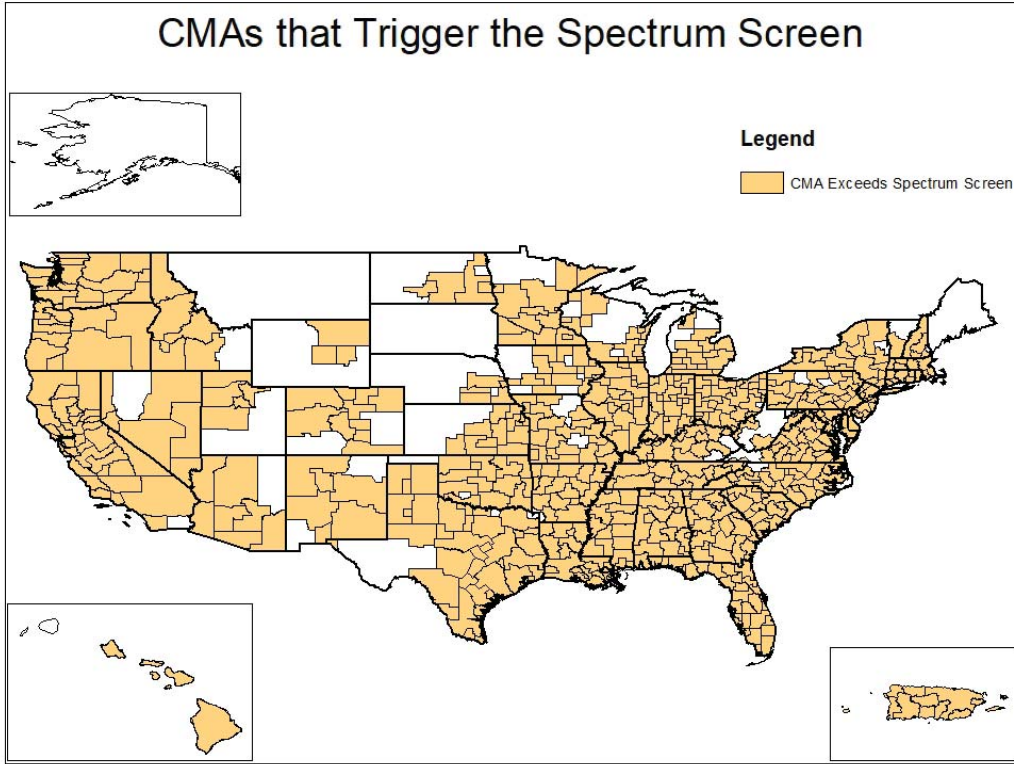 CMAs that Trigger the Spectrum Screen
Legend
CMA Exceeds Spectrum Screen